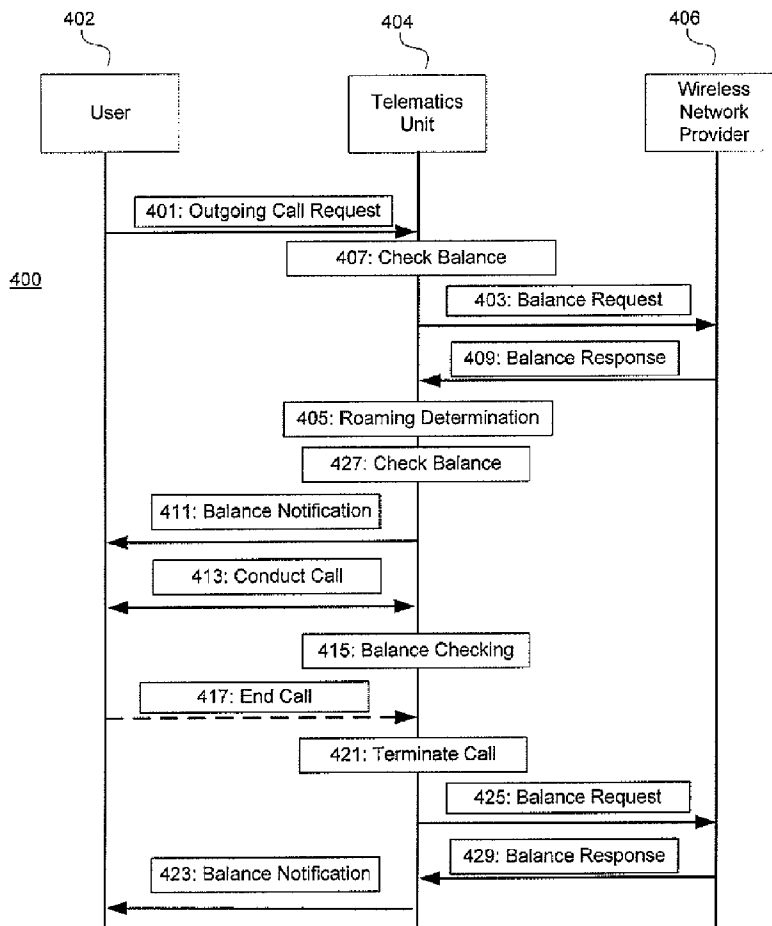 402
404
406
User
Telematics
Unit
Wireless
Network
Provider
401: Outgoing Call Request
407: Check Balance
400
403: Balance Request
409: Balance Response
405: Roaming Determination
427: Check Balance
411: Balance Notification
413: Conduct Call
415: Balance Checking
417: End Call
421: Terminate Call
425: Balance Request
429: Balance Response
423: Balance Notification